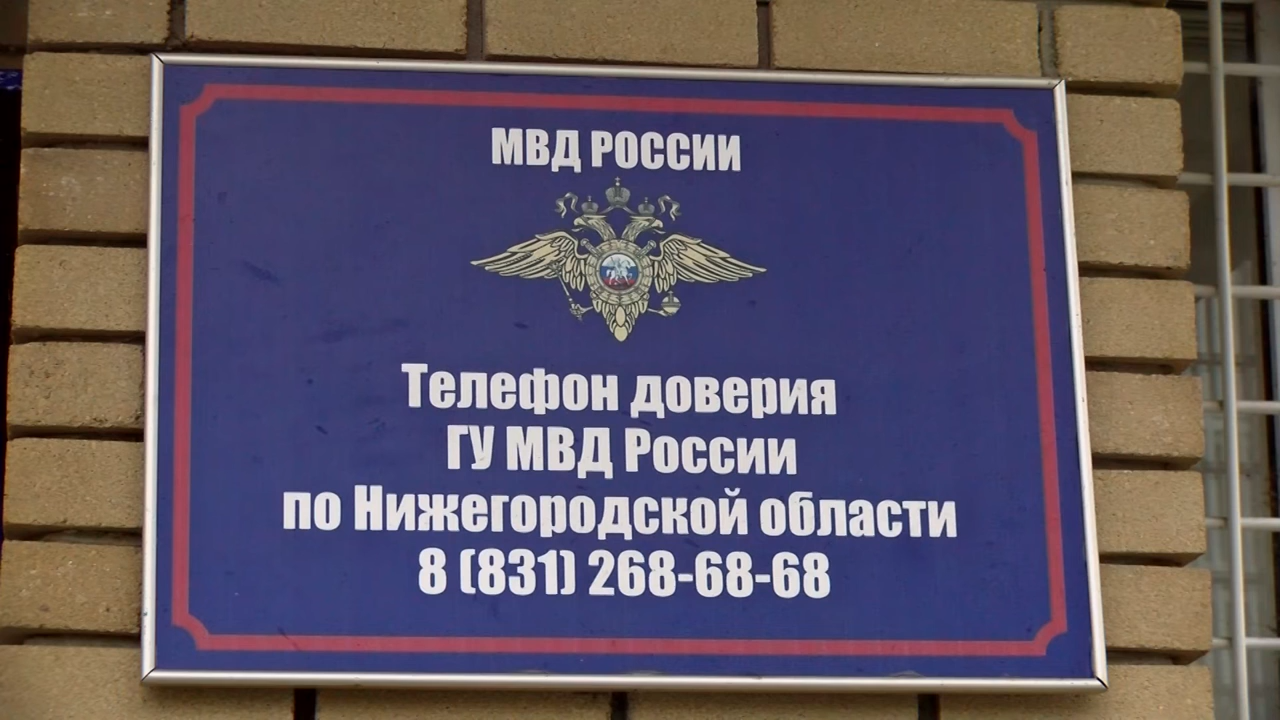 МВД РОССИИ
Телефон доверия
ГУ МВД России
по Нижегородской области
8 (831) 268-68-68